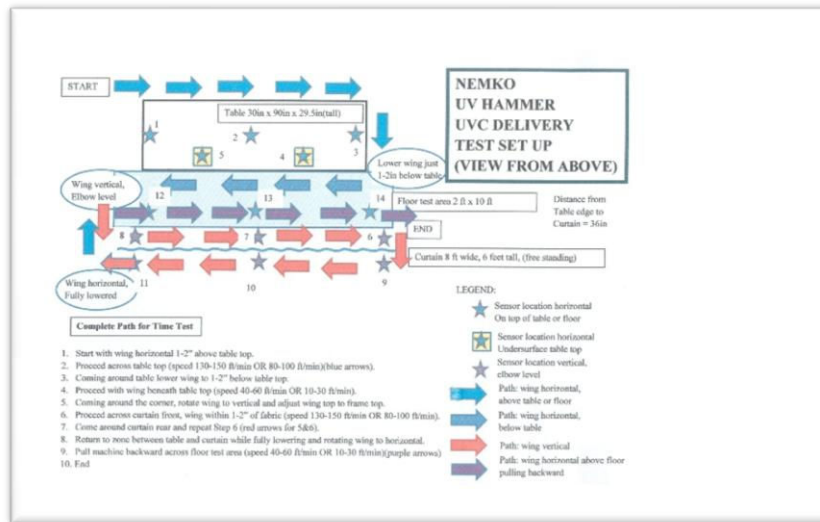 START
NEMKO
UV HAMMER
UVC DELIVERY
TEST SET UP
(VIEW FROM ABOVE)
Table 30in x 90in x 29.5in(tall)
1
2
3
5
4
Lower wing just
1-2in below table
Wing vertical,
Elbow level
12
13
14
Floor test area 2 ft x 10 ft
Distance from
Table edge to
Curtain = 36in
END
8
7
6
Curtain 8 ft wide, 6 feet tall, (free standing)
Wing horizontal,
Fully lowered
11
10
9
LEGEND:
Sensor location horizontal
On top of table or floor
Sensor location horizontal
Undersurface table top
Sensor location vertical,
elbow level
Path: wing horizontal,
above table or floor
Path: wing horizontal,
below table
Path: wing vertical
Path: wing horizontal above floor
pulling backward
Complete Path for Time Test
1. Start with wing horizontal 1-2" above table top.
2. Proceed across table top (speed 130-150 ft/min OR 80-100 ft/min)(blue arrows).
3. Coming around table lower wing to 1-2" below table top.
4. Proceed with wing beneath table top (speed 40-60 ft/min OR 10-30 ft/min).
5. Coming around the corner, rotate wing to vertical and adjust wing top to frame top.
6. Proceed across curtain front, wing within 1-2" of fabric (speed 130-150 ft/min OR 80-100 ft/min).
7. Come around curtain rear and repeat Step 6 (red arrows for 5&6).
8. Return to zone between table and curtain while fully lowering and rotating wing to horizontal.
9. Pull machine backward across floor test area (speed 40-60 ft/min OR 10-30 ft/min)(purple arrows)
10. End